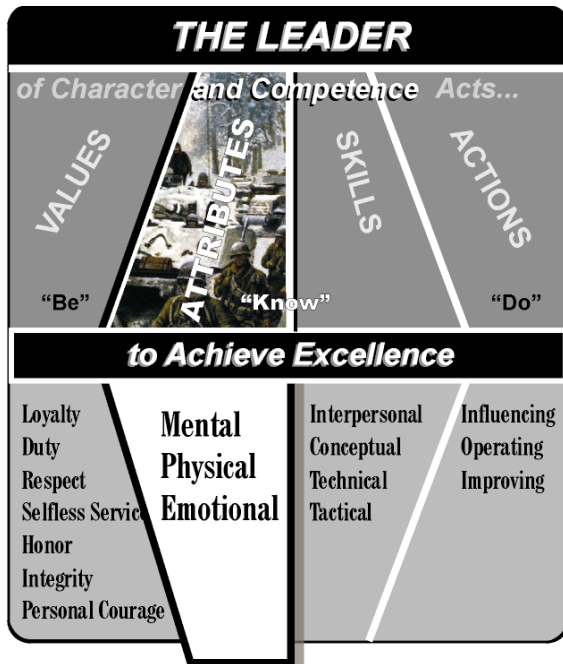 THE LEADER
of Character and Competence Acts...
VALUES
ATTRIBUTES
SKILLS
ACTIONS
“Be”
“Know”
“Do”
to Achieve Excellence
Loyalty
Duty
Respect
Selfless Service
Honor
Integrity
Personal Courage
Mental
Physical
Emotional
Interpersonal
Conceptual
Technical
Tactical
Influencing
Operating
Improving